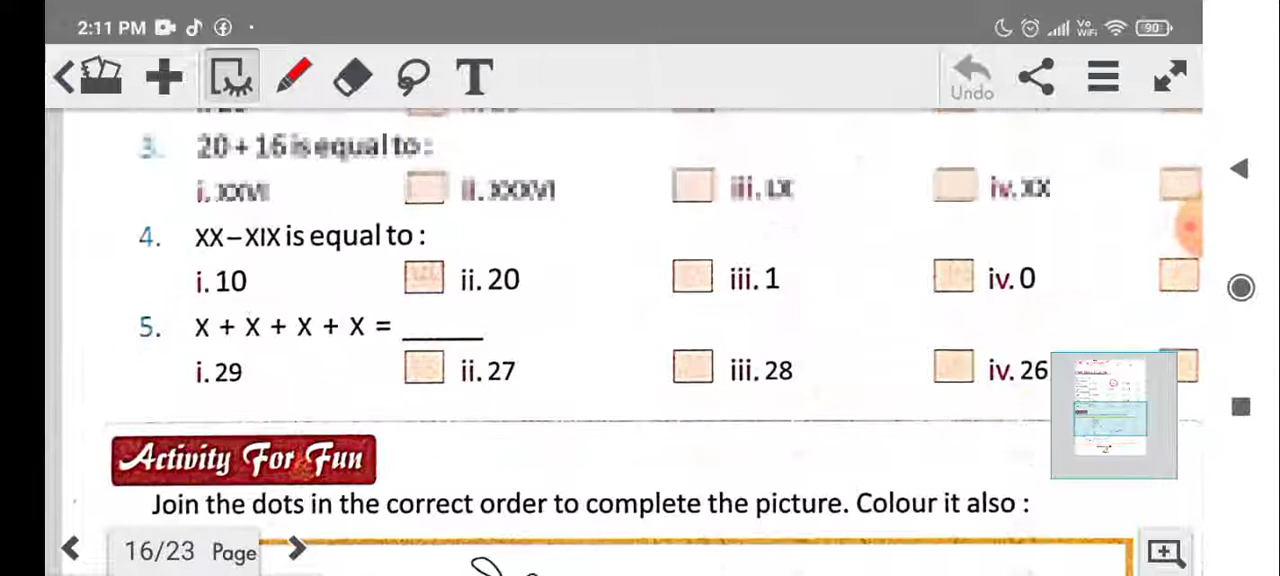 2:11 PM
Vo WiFi
90
T
Undo
3. 20 + 16 is equal to :
i. XXVI ii. XXXVI iii. LX iv. XX
4. XX – XIX is equal to :
i. 10 ii. 20 iii. 1 iv. 0
5. X + X + X + X = ______
i. 29 ii. 27 iii. 28 iv. 26
Activity For Fun
Join the dots in the correct order to complete the picture. Colour it also :
16/23 Page